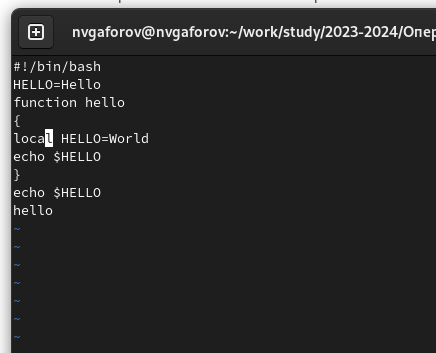 nvgaforov@nvgaforov:~/work/study/2023-2024/Опер
#!/bin/bash
HELLO=Hello
function hello
{
local HELLO=World
echo $HELLO
}
echo $HELLO
hello
~
~
~
~
~
~
~